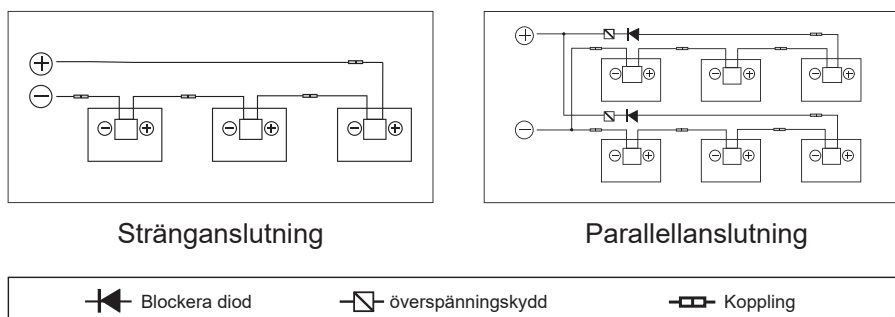 Stränganslutning
Parallellanslutning
Blockera diod
överspänningskydd
Koppling